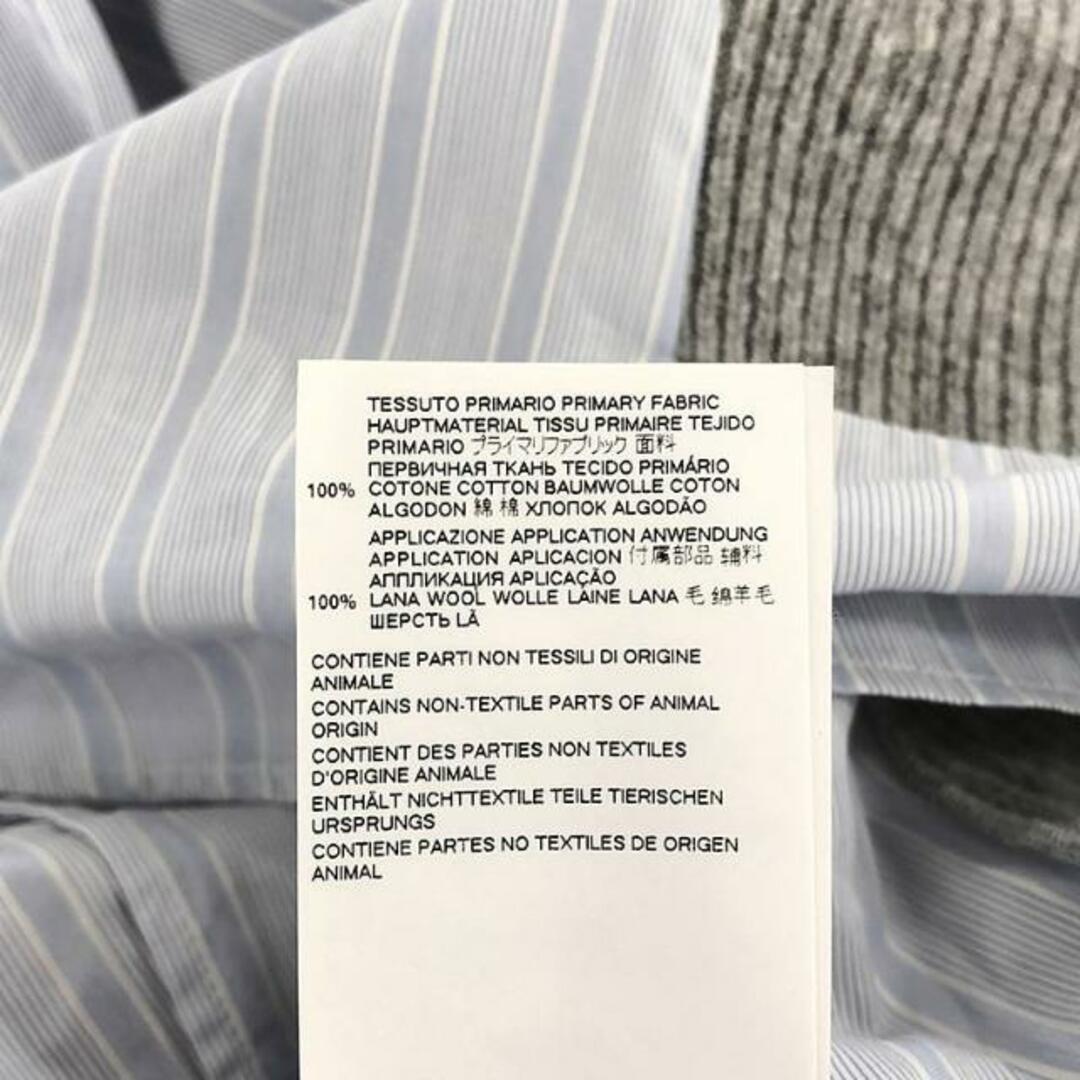 TESSUTO PRIMARIO PRIMARY FABRIC
HAUPTMATERIAL TISSU PRIMAIRE TEJIDO
PRIMARIO プライマリファブリック 面料
ПЕРВИЧНАЯ ТКАНЬ TECIDO PRIMÁRIO
100% COTONE COTTON BAUMWOLLE COTON
ALGODON 綿 棉 ХЛОПОК ALGODÃO
APPLICAZIONE APPLICATION ANWENDUNG
APPLICATION APLICACION 付属部品 辅料
АППЛИКАЦИЯ APLICAÇÃO
100% LANA WOOL WOLLE LAINE LANA 毛 绵羊毛
ШЕРСТЬ LÃ
CONTIENE PARTI NON TESSILI DI ORIGINE
ANIMALE
CONTAINS NON-TEXTILE PARTS OF ANIMAL
ORIGIN
CONTIENT DES PARTIES NON TEXTILES
D'ORIGINE ANIMALE
ENTHÄLT NICHTTEXTILE TEILE TIERISCHEN
URSPRUNGS
CONTIENE PARTES NO TEXTILES DE ORIGEN
ANIMAL